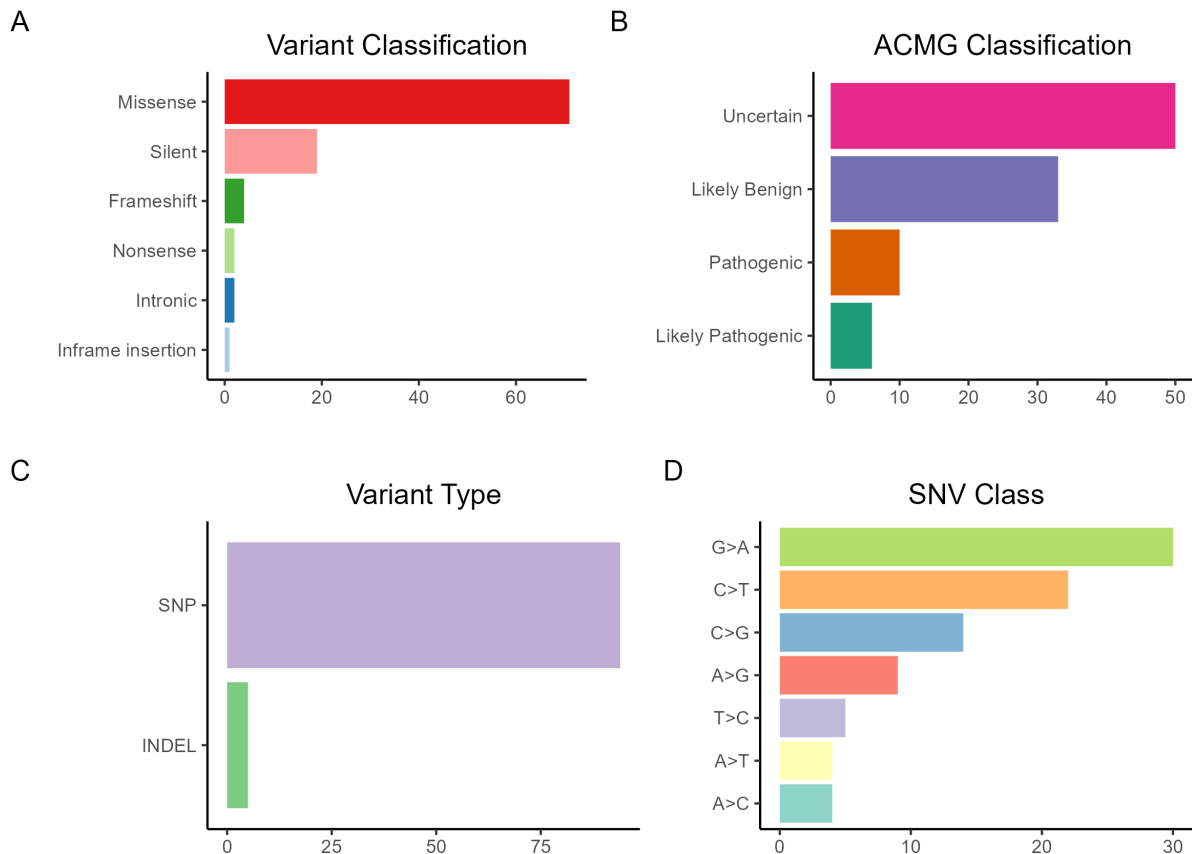 A
Variant Classification
Missense
Silent
Frameshift
Nonsense
Intronic
Inframe insertion
0 20 40 60
B
ACMG Classification
Uncertain
Likely Benign
Pathogenic
Likely Pathogenic
0 10 20 30 40 50
C
Variant Type
SNP
INDEL
0 25 50 75
D
SNV Class
G>A
C>T
C>G
A>G
T>C
A>T
A>C
0 10 20 30